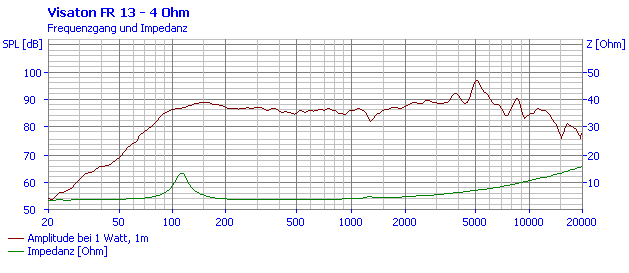 Visaton FR 13 - 4 Ohm
Frequenzgang und Impedanz
SPL [dB] Z [Ohm]
100 50
90 40
80 30
70 20
60 10
50
20 50 100 200 500 1000 2000 5000 10000 20000
Amplitude bei 1 Watt, 1m
Impedanz [Ohm]